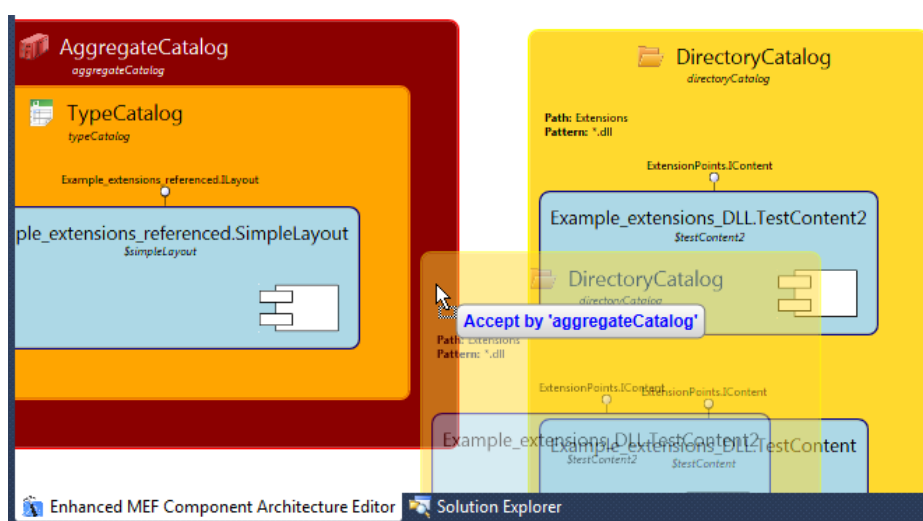 AggregateCatalog
aggregateCatalog
TypeCatalog
typeCatalog
Example_extensions_referenced.ILayout
ple_extensions_referenced.SimpleLayout
$simpleLayout
DirectoryCatalog
directoryCatalog
Path: Extensions
Pattern: *.dll
ExtensionPoints.IContent
Example_extensions_DLL.TestContent2
$testContent2
DirectoryCatalog
directoryCatalog
Accept by 'aggregateCatalog'
Path: Extensions
Pattern: *.dll
ExtensionPoints.IContent
ExtensionPoints.IContent
Example_extensions_DLL.TestContent2
$testContent2
Example_extensions_DLL.TestContent
$testContent
Enhanced MEF Component Architecture Editor
Solution Explorer